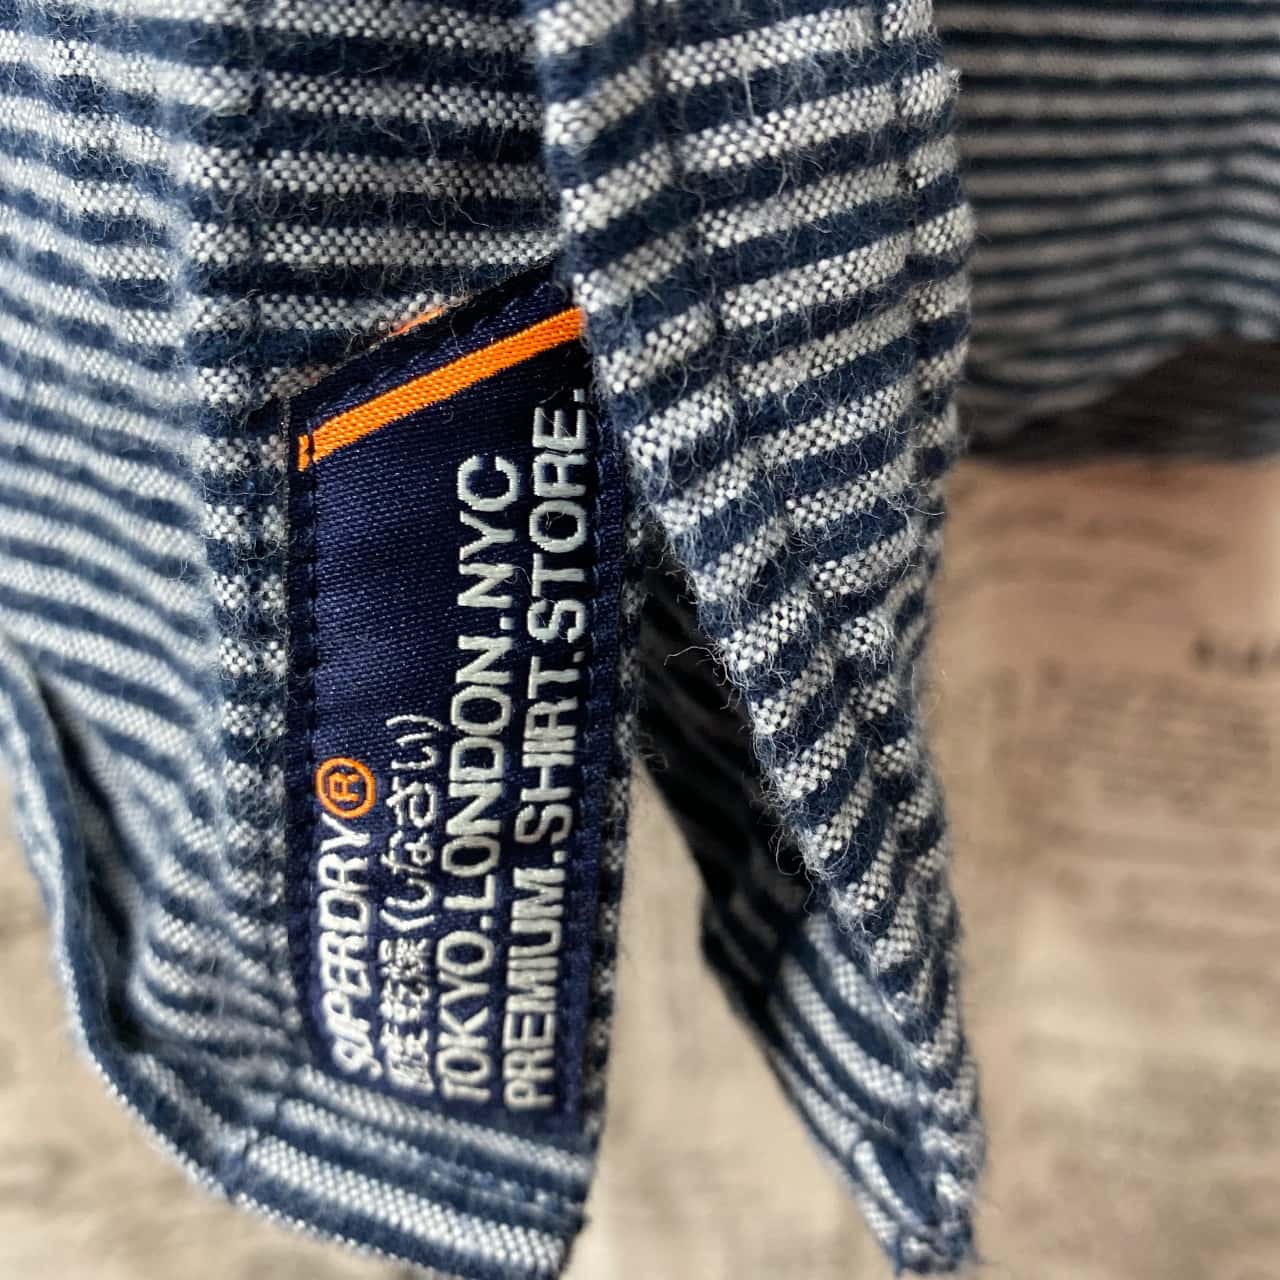 SUPERDRY®
極度乾燥(しなさい)
TOKYO.LONDON.NYC
PREMIUM.SHIRT.STORE.